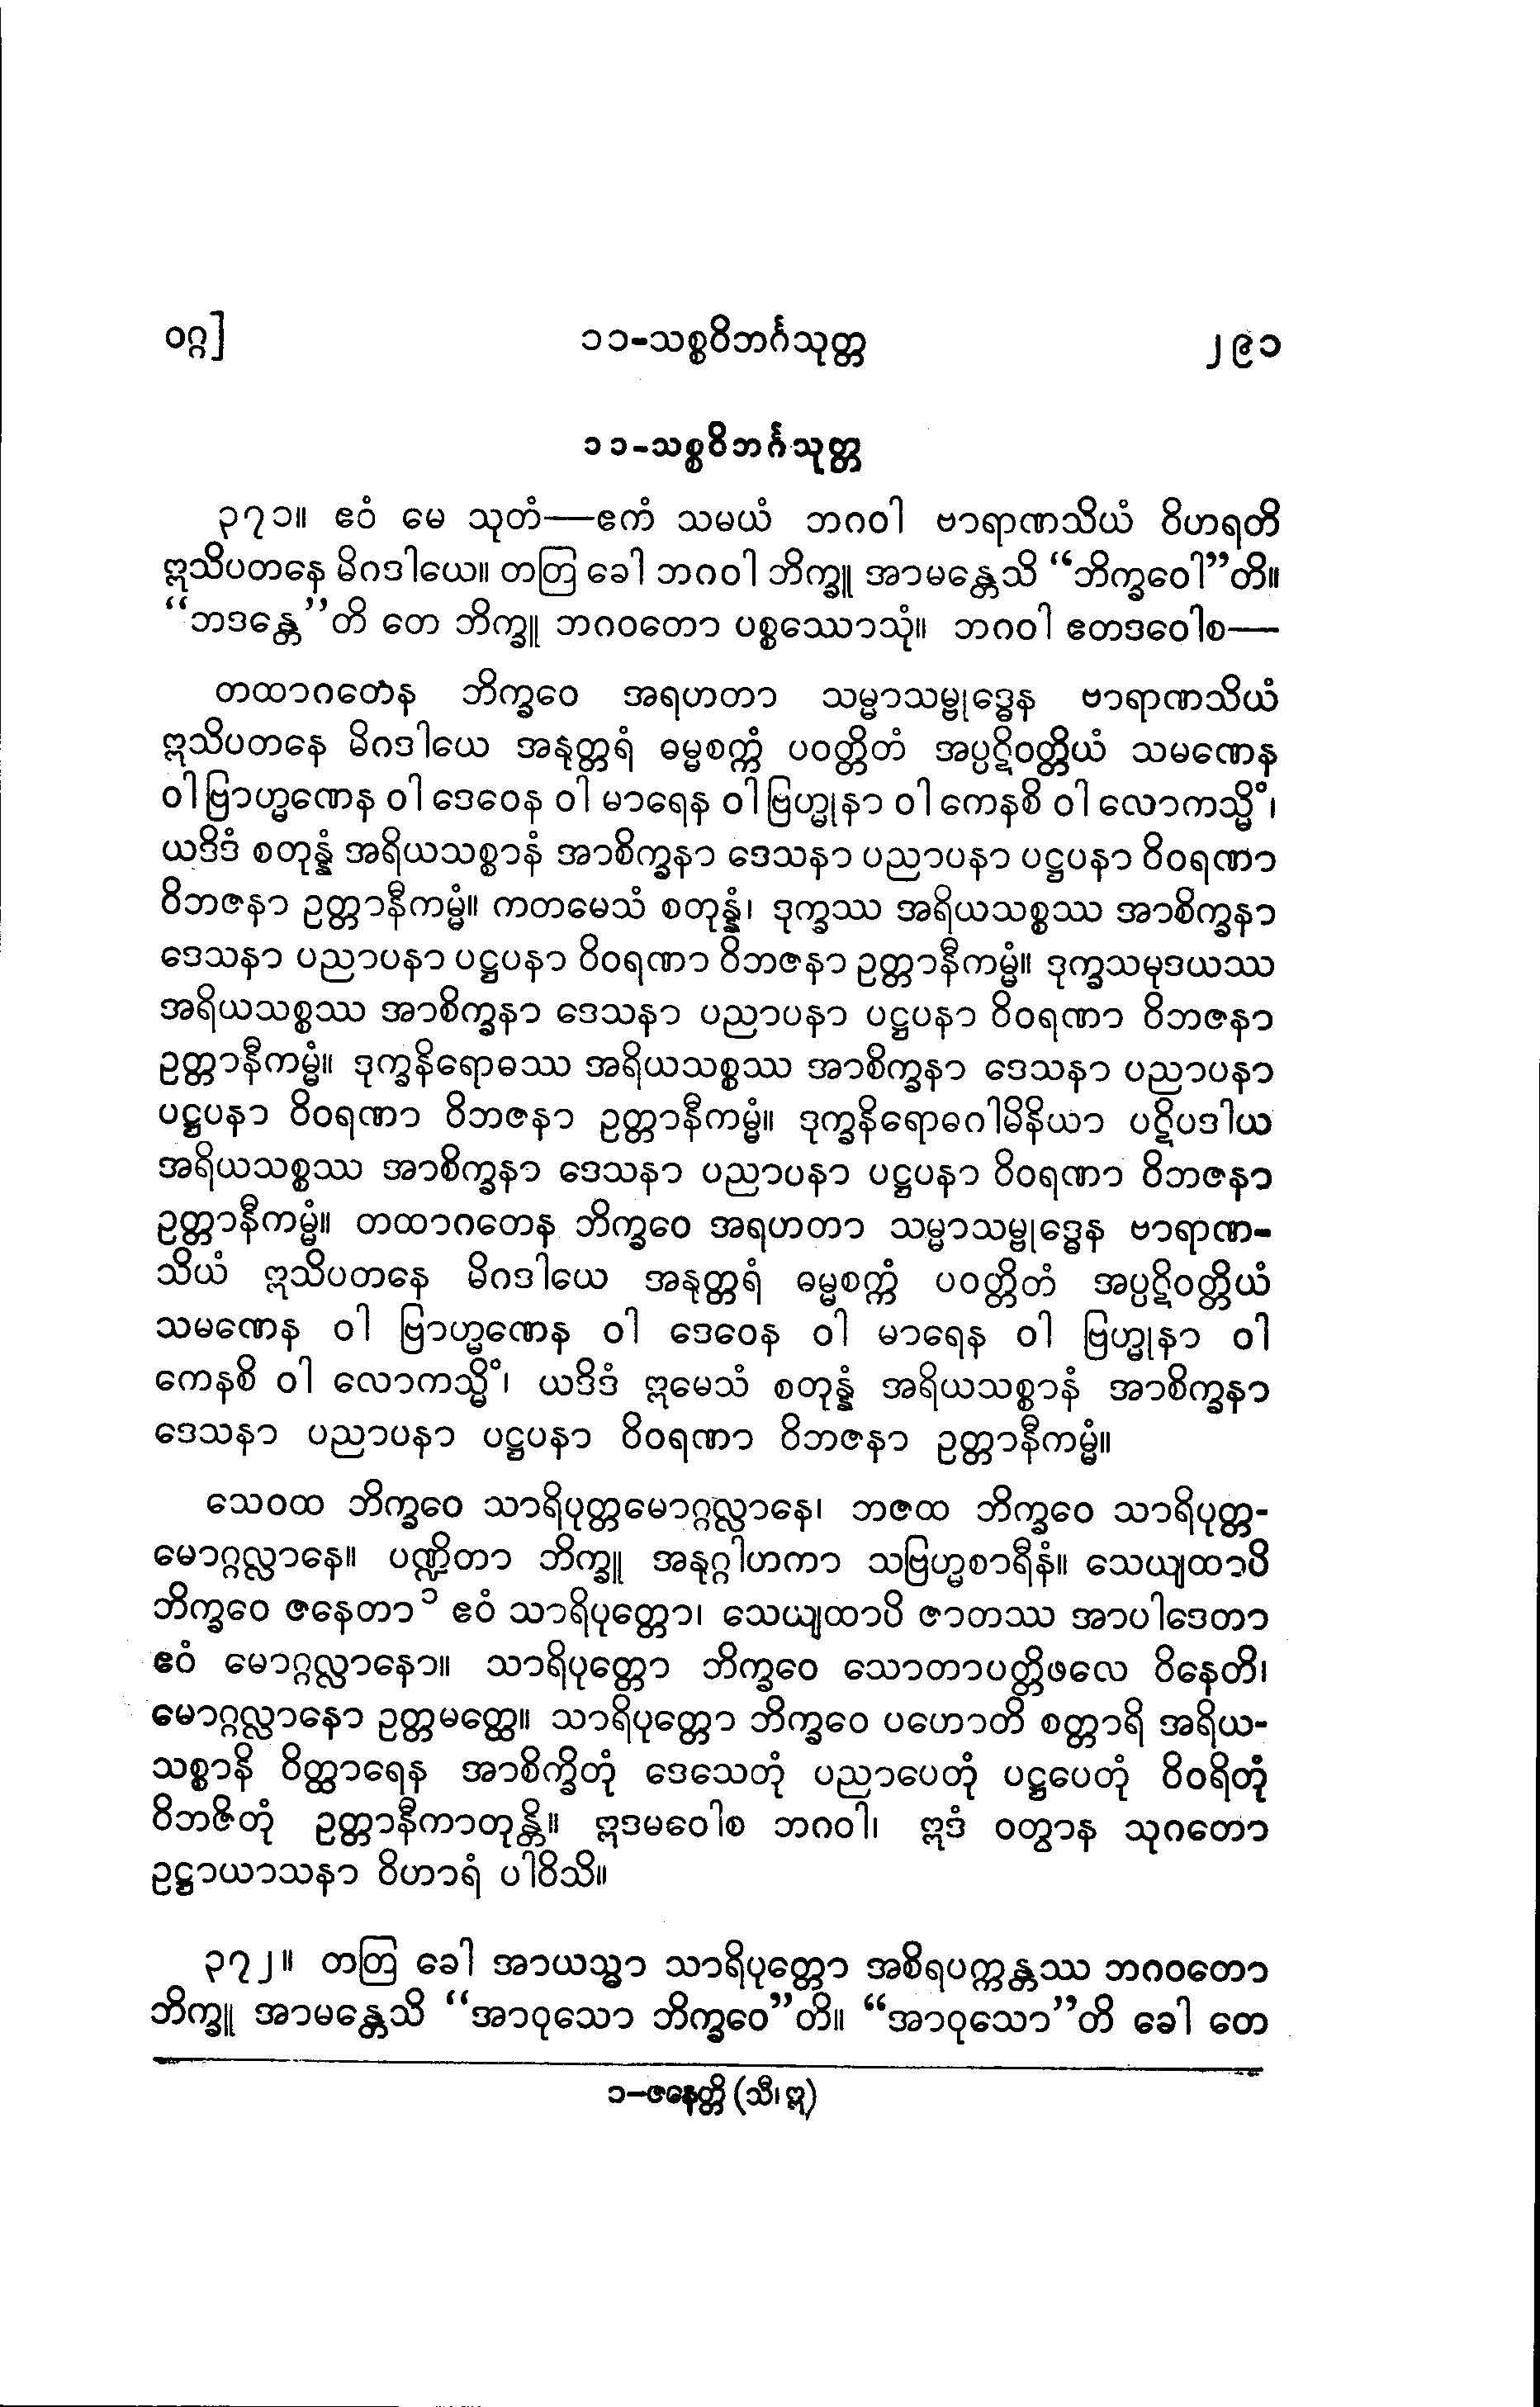 ဝဂ္ဂ] ၁၁-သစ္စဝိဘင်္ဂသုတ္တ ၂၉၁
၁၁-သစ္စဝိဘင်္ဂသုတ္တ
၃၇၁။ ဧဝံ မေ သုတံ—ဧကံ သမယံ ဘဂဝါ ဗာရာဏသိယံ ဝိဟရတိ
ဣသိပတနေ မိဂဒါယေ။ တတြ ခေါ ဘဂဝါ ဘိက္ခူ အာမန္တေသိ “ဘိက္ခဝေါ”တိ။
“ဘဒန္တေ”တိ တေ ဘိက္ခူ ဘဂဝတော ပစ္စဿောသုံ။ ဘဂဝါ ဧတဒဝေါစ—
တထာဂတေန ဘိက္ခဝေ အရဟတာ သမ္မာသမ္ဗုဒ္ဓေန ဗာရာဏသိယံ
ဣသိပတနေ မိဂဒါယေ အနုတ္တရံ ဓမ္မစက္ကံ ပဝတ္တိတံ အပ္ပဋိဝတ္တိယံ သမဏေန
ဝါ ဗြာဟ္မဏေန ဝါ ဒေဝေန ဝါ မာရေန ဝါ ဗြဟ္မုနာ ဝါ ကေနစိ ဝါ လောကသ္မိံ၊
ယဒိဒံ စတုန္နံ အရိယသစ္စာနံ အာစိက္ခနာ ဒေသနာ ပညာပနာ ပဋ္ဌပနာ ဝိဝရဏာ
ဝိဘဇနာ ဥတ္တာနီကမ္မံ။ ကတမေသံ စတုန္နံ၊ ဒုက္ခဿ အရိယသစ္စဿ အာစိက္ခနာ
ဒေသနာ ပညာပနာ ပဋ္ဌပနာ ဝိဝရဏာ ဝိဘဇနာ ဥတ္တာနီကမ္မံ။ ဒုက္ခသမုဒယဿ
အရိယသစ္စဿ အာစိက္ခနာ ဒေသနာ ပညာပနာ ပဋ္ဌပနာ ဝိဝရဏာ ဝိဘဇနာ
ဥတ္တာနီကမ္မံ။ ဒုက္ခနိရောဓဿ အရိယသစ္စဿ အာစိက္ခနာ ဒေသနာ ပညာပနာ
ပဋ္ဌပနာ ဝိဝရဏာ ဝိဘဇနာ ဥတ္တာနီကမ္မံ။ ဒုက္ခနိရောဓဂါမိနိယာ ပဋိပဒါယ
အရိယသစ္စဿ အာစိက္ခနာ ဒေသနာ ပညာပနာ ပဋ္ဌပနာ ဝိဝရဏာ ဝိဘဇနာ
ဥတ္တာနီကမ္မံ။ တထာဂတေန ဘိက္ခဝေ အရဟတာ သမ္မာသမ္ဗုဒ္ဓေန ဗာရာဏ-
သိယံ ဣသိပတနေ မိဂဒါယေ အနုတ္တရံ ဓမ္မစက္ကံ ပဝတ္တိတံ အပ္ပဋိဝတ္တိယံ
သမဏေန ဝါ ဗြာဟ္မဏေန ဝါ ဒေဝေန ဝါ မာရေန ဝါ ဗြဟ္မုနာ ဝါ
ကေနစိ ဝါ လောကသ္မိံ၊ ယဒိဒံ ဣမေသံ စတုန္နံ အရိယသစ္စာနံ အာစိက္ခနာ
ဒေသနာ ပညာပနာ ပဋ္ဌပနာ ဝိဝရဏာ ဝိဘဇနာ ဥတ္တာနီကမ္မံ။
သေဝထ ဘိက္ခဝေ သာရိပုတ္တမောဂ္ဂလ္လာနေ၊ ဘဇထ ဘိက္ခဝေ သာရိပုတ္တ-
မောဂ္ဂလ္လာနေ။ ပဏ္ဍိတာ ဘိက္ခူ အနုဂ္ဂါဟကာ သဗြဟ္မစာရီနံ။ သေယျထာပိ
ဘိက္ခဝေ ဇနေတာ ၁ ဧဝံ သာရိပုတ္တော၊ သေယျထာပိ ဇာတဿ အာပါဒေတာ
ဧဝံ မောဂ္ဂလ္လာနော။ သာရိပုတ္တော ဘိက္ခဝေ သောတာပတ္တိဖလေ ဝိနေတိ၊
မောဂ္ဂလ္လာနော ဥတ္တမတ္ထေ။ သာရိပုတ္တော ဘိက္ခဝေ ပဟောတိ စတ္တာရိ အရိယ-
သစ္စာနိ ဝိတ္ထာရေန အာစိက္ခိတုံ ဒေသေတုံ ပညာပေတုံ ပဋ္ဌပေတုံ ဝိဝရိတုံ
ဝိဘဇိတုံ ဥတ္တာနီကာတုန္တိ။ ဣဒမဝေါစ ဘဂဝါ၊ ဣဒံ ဝတွာန သုဂတော
ဥဋ္ဌာယာသနာ ဝိဟာရံ ပါဝိသိ။
၃၇၂။ တတြ ခေါ အာယသ္မာ သာရိပုတ္တော အစိရပက္ကန္တဿ ဘဂဝတော
ဘိက္ခူ အာမန္တေသိ “အာဝုသော ဘိက္ခဝေ”တိ။ “အာဝုသော”တိ ခေါ တေ
၁-ဇနေတ္တိ (သီ၊ ဣ)